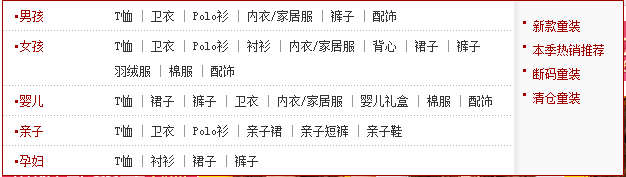 男孩 T恤 | 卫衣 | Polo衫 | 内衣/家居服 | 裤子 | 配饰
女孩 T恤 | 卫衣 | Polo衫 | 衬衫 | 内衣/家居服 | 背心 | 裙子 | 裤子
羽绒服 | 棉服 | 配饰
婴儿 T恤 | 裙子 | 裤子 | 卫衣 | 内衣/家居服 | 婴儿礼盒 | 棉服 | 配饰
亲子 T恤 | 卫衣 | Polo衫 | 亲子裙 | 亲子短裤 | 亲子鞋
孕妇 T恤 | 衬衫 | 裙子 | 裤子
新款童装
本季热销推荐
断码童装
清仓童装